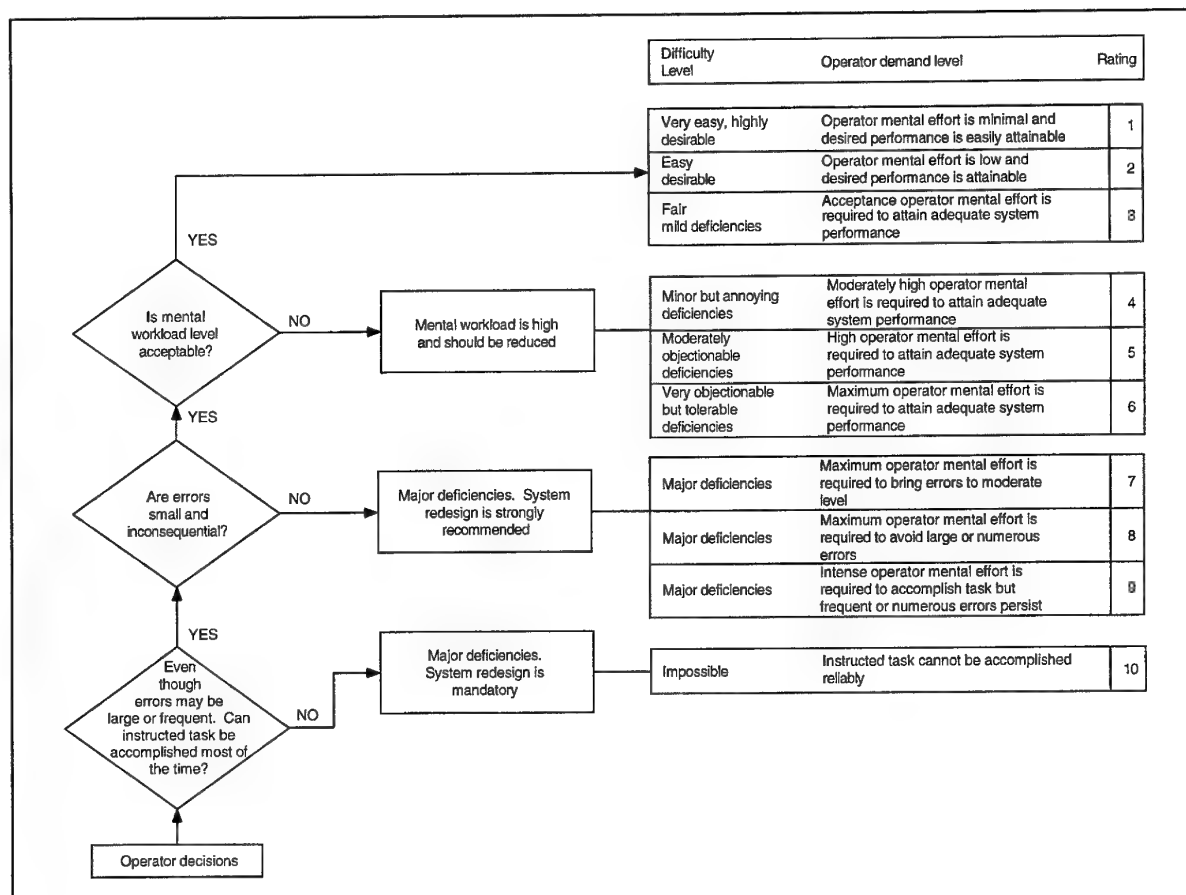 Difficulty
Level
Operator demand level
Rating
Very easy, highly
desirable
Operator mental effort is minimal and
desired performance is easily attainable
1
Easy
desirable
Operator mental effort is low and
desired performance is attainable
2
Fair
mild deficiencies
Acceptance operator mental effort is
required to attain adequate system
performance
3
YES
Is mental
workload level
acceptable?
NO
Mental workload is high
and should be reduced
Minor but annoying
deficiencies
Moderately high operator mental
effort is required to attain adequate
system performance
4
Moderately
objectionable
deficiencies
High operator mental effort is
required to attain adequate system
performance
5
Very objectionable
but tolerable
deficiencies
Maximum operator mental effort is
required to attain adequate system
performance
6
YES
Are errors
small and
inconsequential?
NO
Major deficiencies. System
redesign is strongly
recommended
Major deficiencies
Maximum operator mental effort is
required to bring errors to moderate
level
7
Major deficiencies
Maximum operator mental effort is
required to avoid large or numerous
errors
8
Major deficiencies
Intense operator mental effort is
required to accomplish task but
frequent or numerous errors persist
9
YES
Even
though
errors may be
large or frequent. Can
instructed task be
accomplished most of
the time?
NO
Major deficiencies.
System redesign is
mandatory
Impossible
Instructed task cannot be accomplished
reliably
10
Operator decisions